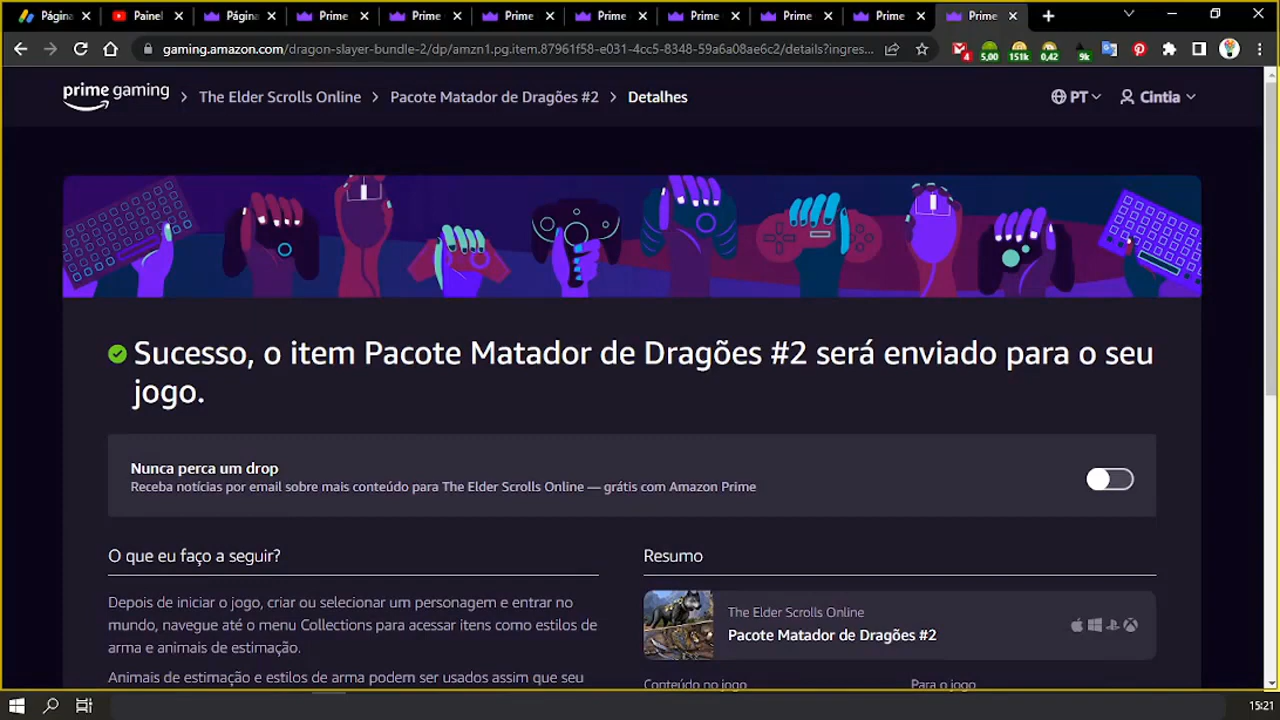 Página
Painel
Página
Prime
Prime
Prime
Prime
Prime
Prime
Prime
Prime
gaming.amazon.com/dragon-slayer-bundle-2/dp/amzn1.pg.item.87961f58-e031-4cc5-8348-59a6a08ae6c2/details?ingres...
4
5,00
151k
0,42
9k
prime gaming
The Elder Scrolls Online
Pacote Matador de Dragões #2
Detalhes
PT
Cintia
Sucesso, o item Pacote Matador de Dragões #2 será enviado para o seu
jogo.
Nunca perca um drop
Receba notícias por email sobre mais conteúdo para The Elder Scrolls Online — grátis com Amazon Prime
O que eu faço a seguir?
Depois de iniciar o jogo, criar ou selecionar um personagem e entrar no
mundo, navegue até o menu Collections para acessar itens como estilos de
arma e animais de estimação.
Animais de estimação e estilos de arma podem ser usados assim que seu
Resumo
The Elder Scrolls Online
Pacote Matador de Dragões #2
Conteúdo no jogo
Para o jogo
15:21